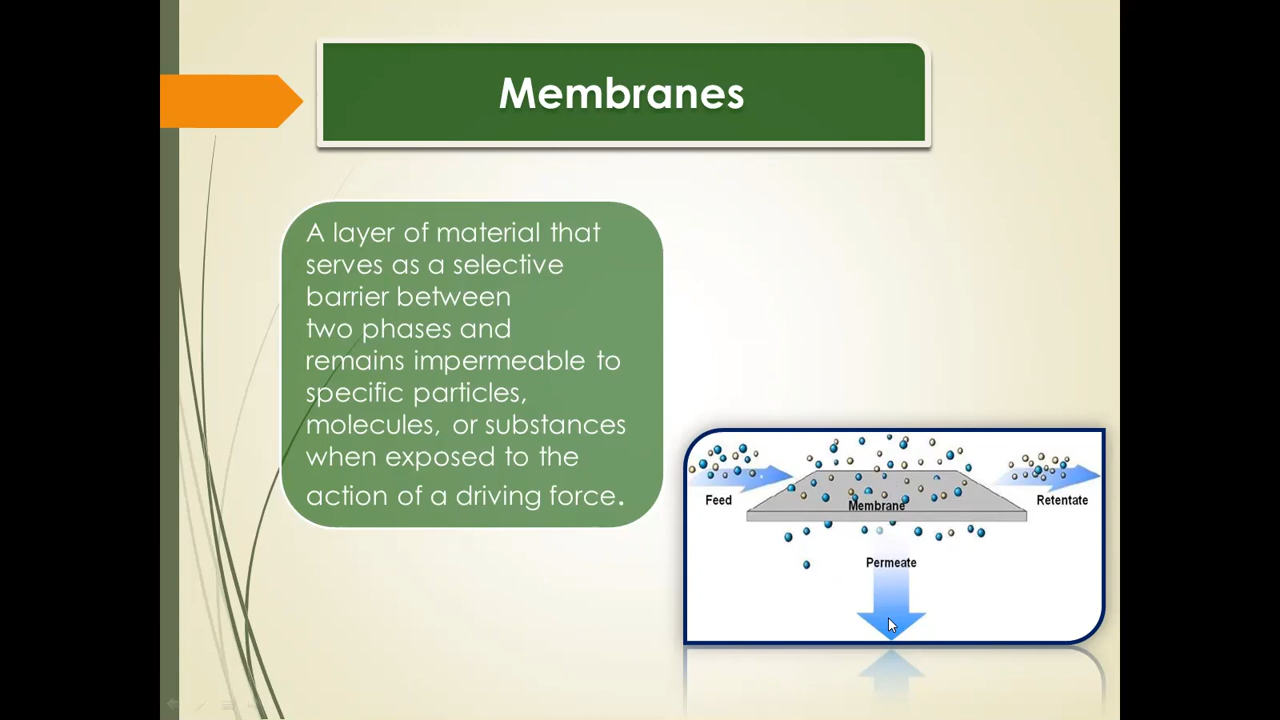 Membranes
A layer of material that
serves as a selective
barrier between
two phases and
remains impermeable to
specific particles,
molecules, or substances
when exposed to the
action of a driving force.
Feed
Membrane
Retentate
Permeate